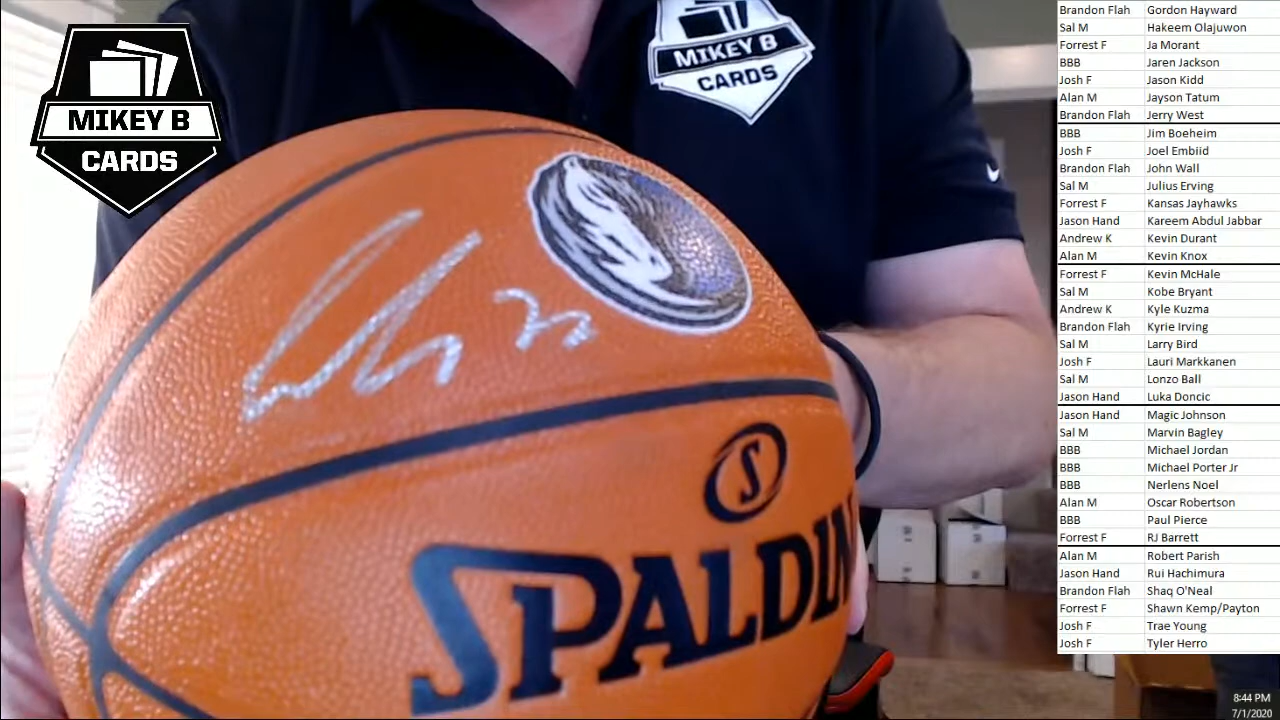 MIKEY B
CARDS
MIKEY B
CARDS
S
SPALDIN
Brandon Flah Gordon Hayward
Sal M Hakeem Olajuwon
Forrest F Ja Morant
BBB Jaren Jackson
Josh F Jason Kidd
Alan M Jayson Tatum
Brandon Flah Jerry West
BBB Jim Boeheim
Josh F Joel Embiid
Brandon Flah John Wall
Sal M Julius Erving
Forrest F Kansas Jayhawks
Jason Hand Kareem Abdul Jabbar
Andrew K Kevin Durant
Alan M Kevin Knox
Forrest F Kevin McHale
Sal M Kobe Bryant
Andrew K Kyle Kuzma
Brandon Flah Kyrie Irving
Sal M Larry Bird
Josh F Lauri Markkanen
Sal M Lonzo Ball
Jason Hand Luka Doncic
Jason Hand Magic Johnson
Sal M Marvin Bagley
BBB Michael Jordan
BBB Michael Porter Jr
BBB Nerlens Noel
Alan M Oscar Robertson
BBB Paul Pierce
Forrest F RJ Barrett
Alan M Robert Parish
Jason Hand Rui Hachimura
Brandon Flah Shaq O'Neal
Forrest F Shawn Kemp/Payton
Josh F Trae Young
Josh F Tyler Herro
8:44 PM
7/1/2020